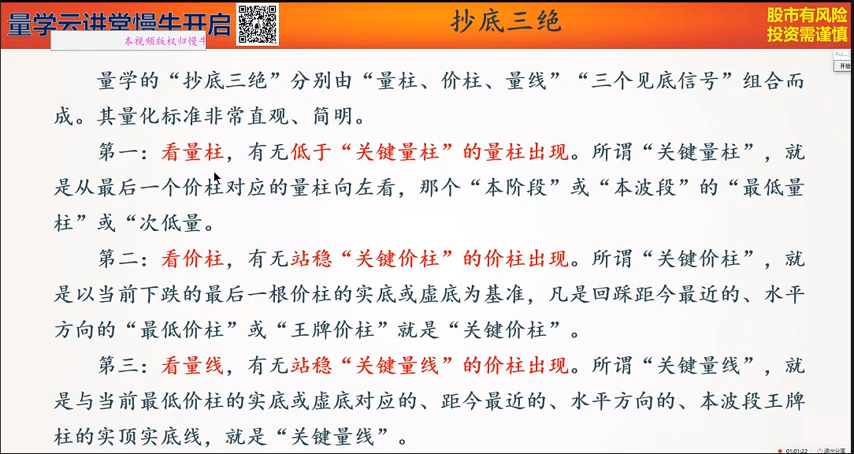 量学云讲堂慢牛开启
抄底三绝
股市有风险
投资需谨慎
本视频版权归慢牛
开始
量学的“抄底三绝”分别由“量柱、价柱、量线”“三个见底信号”组合而
成。其量化标准非常直观、简明。
第一：看量柱，有无低于“关键量柱”的量柱出现。所谓“关键量柱”，就
是从最后一个价柱对应的量柱向左看，那个“本阶段”或“本波段”的“最低量
柱”或“次低量。
第二：看价柱，有无站稳“关键价柱”的价柱出现。所谓“关键价柱”，就
是以当前下跌的最后一根价柱的实底或虚底为基准，凡是回踩距今最近的、水平
方向的“最低价柱”或“王牌价柱”就是“关键价柱”。
第三：看量线，有无站稳“关键量线”的价柱出现。所谓“关键量线”，就
是与当前最低价柱的实底或虚底对应的、距今最近的、水平方向的、本波段王牌
柱的实顶实底线，就是“关键量线”。
01:01:22 退出分享